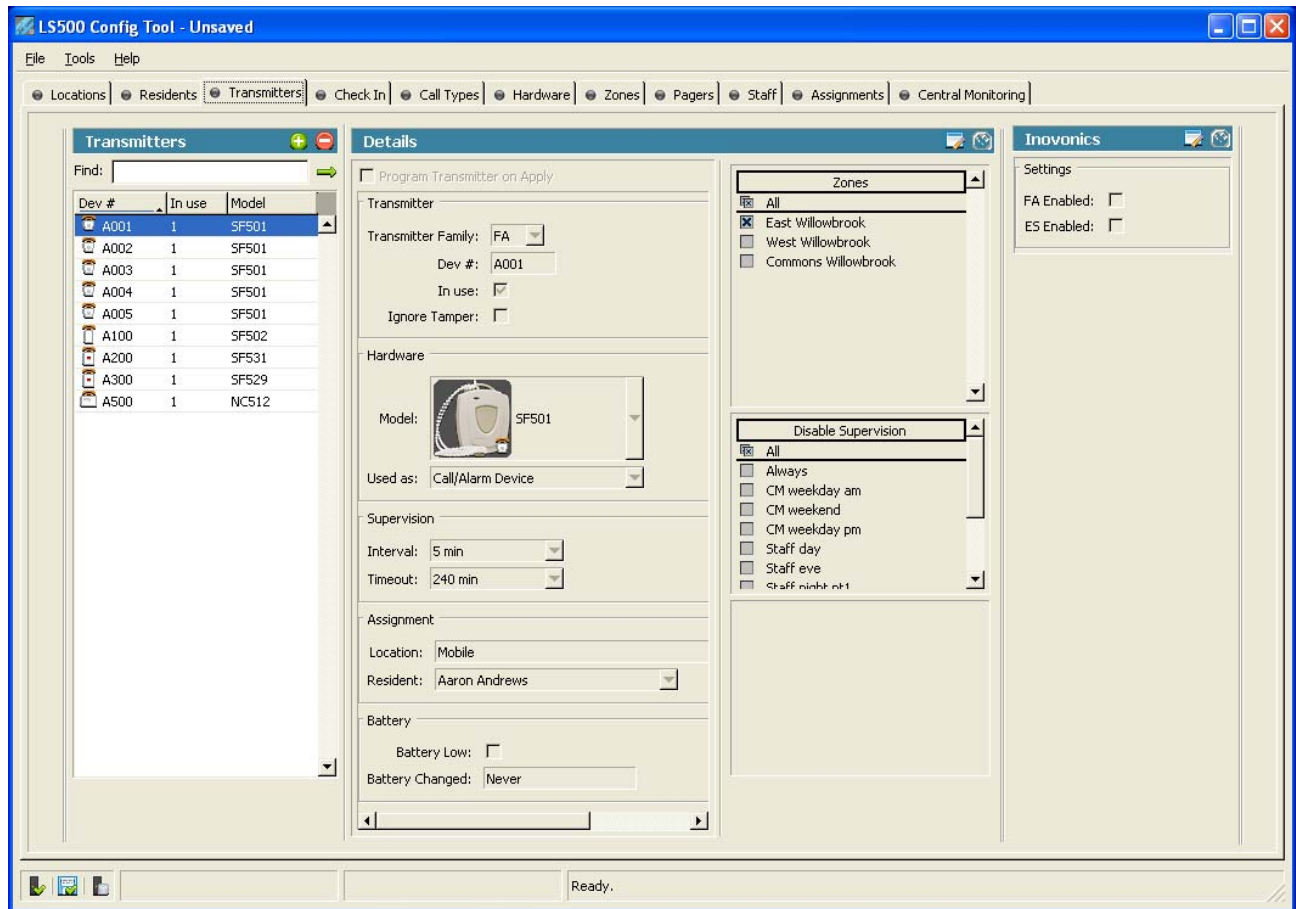 LS500 Config Tool - Unsaved
File Tools Help
Locations Residents Transmitters Check In Call Types Hardware Zones Pagers Staff Assignments Central Monitoring
Transmitters
Find:
Dev # In use Model
A001 1 SF501
A002 1 SF501
A003 1 SF501
A004 1 SF501
A005 1 SF501
A100 1 SF502
A200 1 SF531
A300 1 SF529
A500 1 NC512
Details
Program Transmitter on Apply
Transmitter
Transmitter Family: FA
Dev #: A001
In use:
Ignore Tamper:
Hardware
Model: SF501
Used as: Call/Alarm Device
Supervision
Interval: 5 min
Timeout: 240 min
Assignment
Location: Mobile
Resident: Aaron Andrews
Battery
Battery Low:
Battery Changed: Never
Zones
All
East Willowbrook
West Willowbrook
Commons Willowbrook
Disable Supervision
All
Always
CM weekday am
CM weekend
CM weekday pm
Staff day
Staff eve
Staff night pt1
Inovonics
Settings
FA Enabled:
ES Enabled:
Ready.